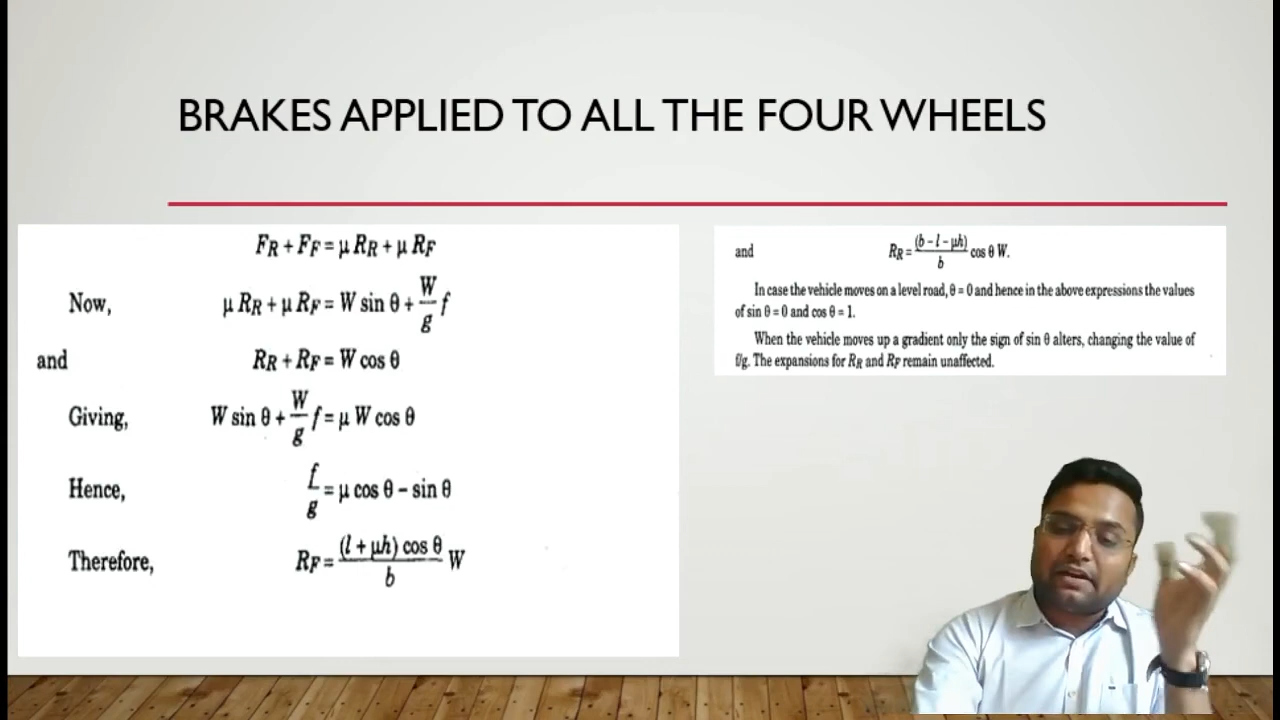 BRAKES APPLIED TO ALL THE FOUR WHEELS
F_R + F_F = μ R_R + μ R_F
Now, μ R_R + μ R_F = W sin θ + W/g f
and R_R + R_F = W cos θ
Giving, W sin θ + W/g f = μ W cos θ
Hence, f/g = μ cos θ – sin θ
Therefore, R_F = (l + μh) cos θ / b W
and R_R = (b – l – μh) / b cos θ W.
In case the vehicle moves on a level road, θ = 0 and hence in the above expressions the values
of sin θ = 0 and cos θ = 1.
When the vehicle moves up a gradient only the sign of sin θ alters, changing the value of
f/g. The expansions for R_R and R_F remain unaffected.